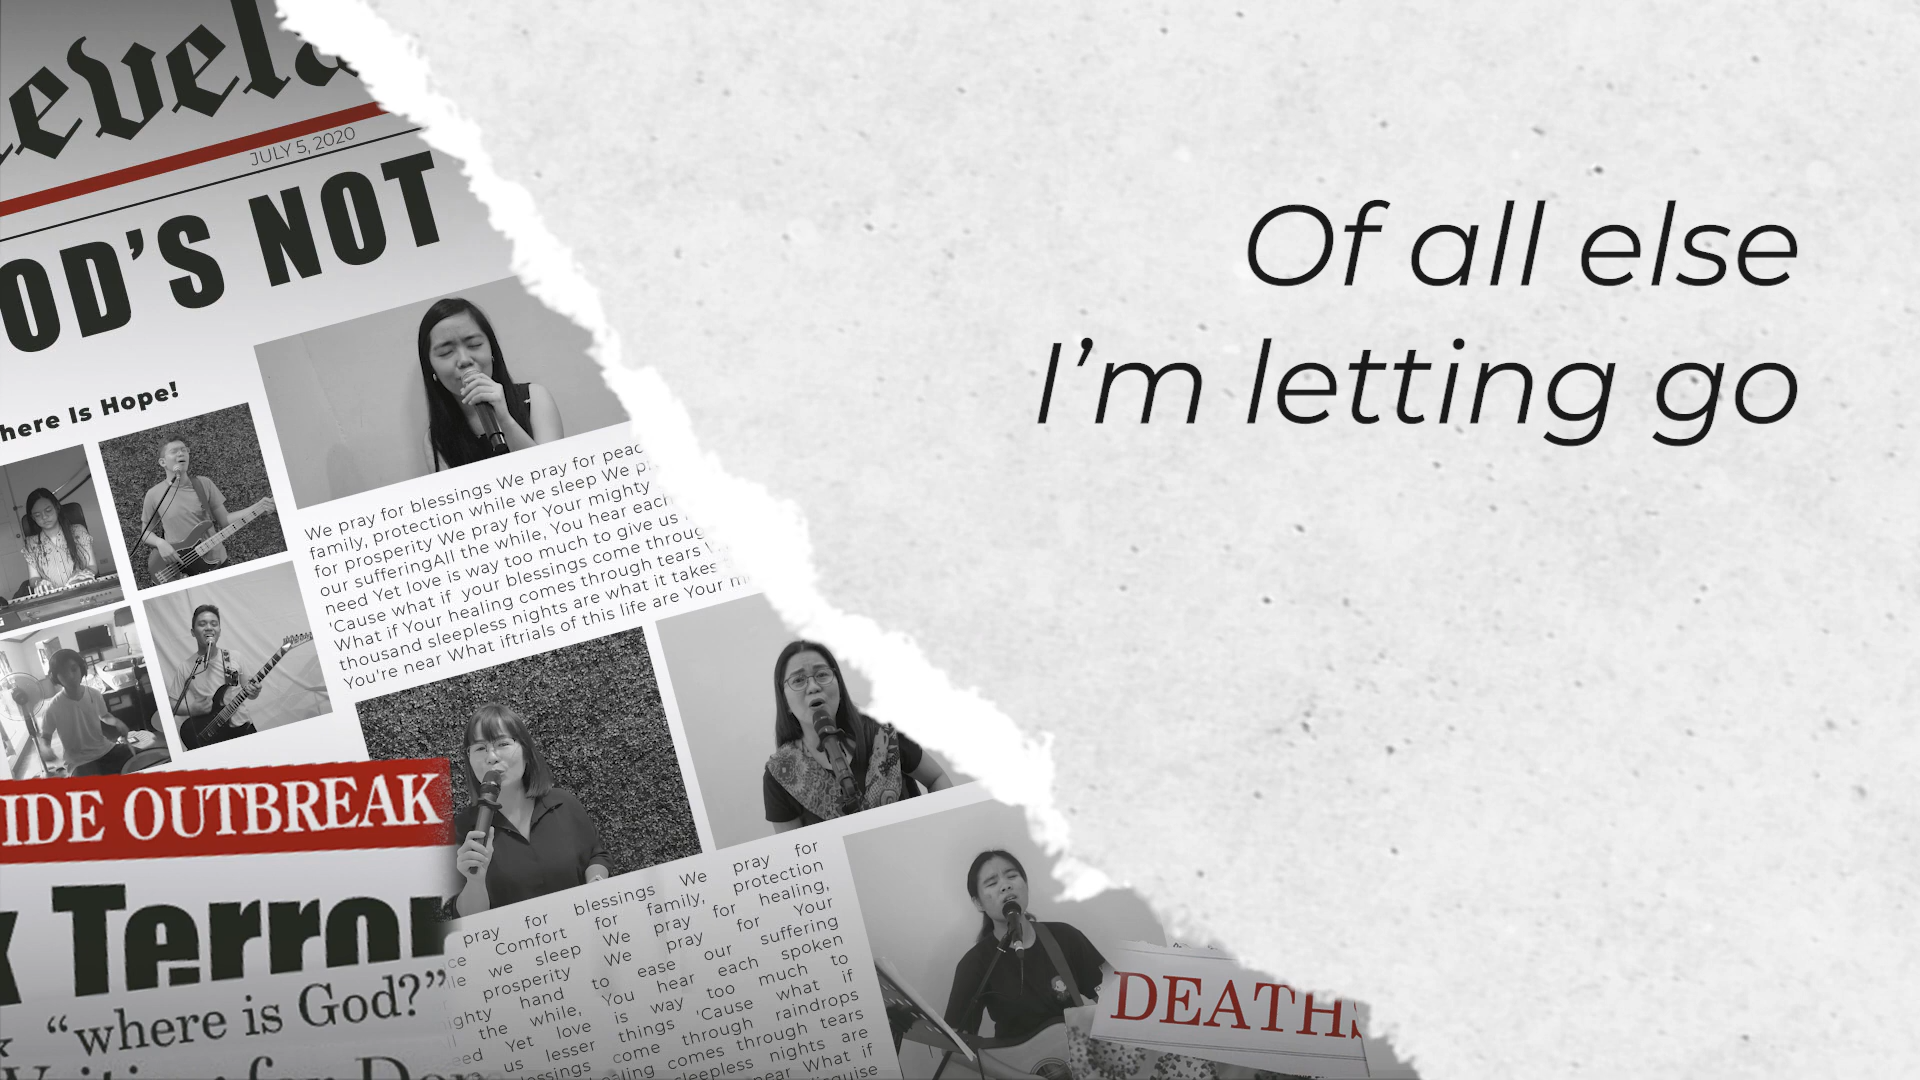 JULY 5, 2020
OD’S NOT
here Is Hope!
We pray for blessings We pray for
family, protection while we sleep We
for prosperity We pray for Your mighty
our sufferingAll the while, You hear each
need Yet love is way too much to give us
'Cause what if your blessings come through
What if Your healing comes through tears
thousand sleepless nights are what it takes
You're near What iftrials of this life are Your
IDE OUTBREAK
Terror
“where is God?”
pray for blessings We pray for
Comfort for family, protection
we sleep We pray for healing,
prosperity We pray for Your
hand to ease our suffering
the while, You hear each spoken
Yet love is way too much to
us lesser things 'Cause what if
come through raindrops
comes through tears
sleepless nights are
What if
DEATHS
Of all else
I’m letting go